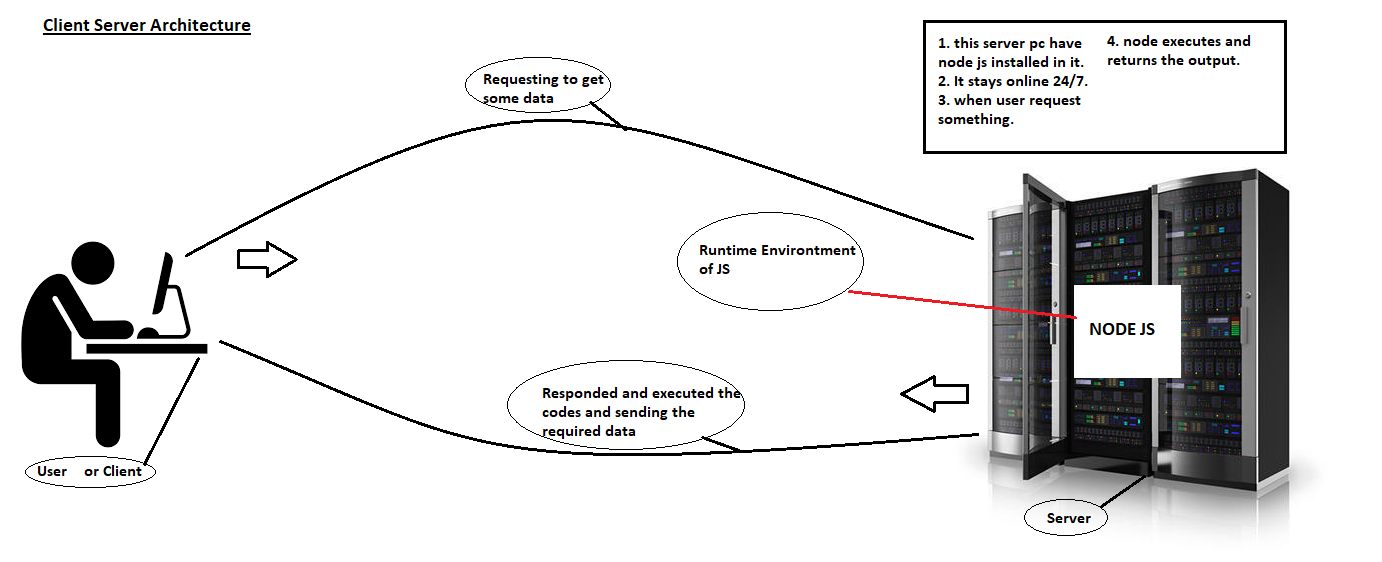 Client Server Architecture
1. this server pc have
node js installed in it.
2. It stays online 24/7.
3. when user request
something.
4. node executes and
returns the output.
Requesting to get
some data
Runtime Environtment
of JS
NODE JS
Responded and executed the
codes and sending the
required data
User or Client
Server